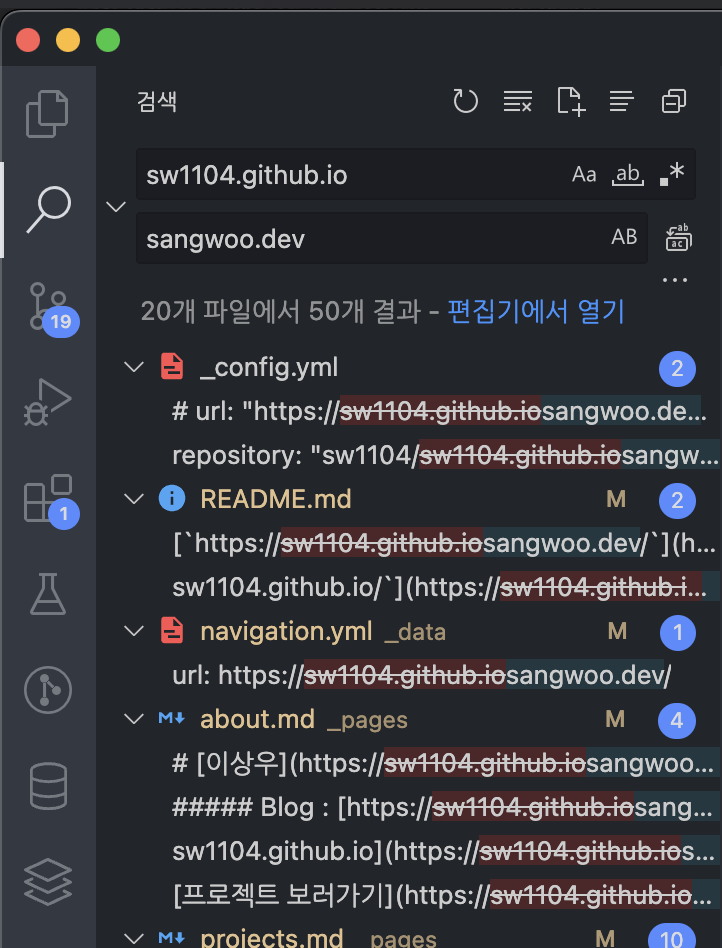 검색
sw1104.github.io Aa ab .*
sangwoo.dev AB ab ac
...
20개 파일에서 50개 결과 - 편집기에서 열기
_config.yml 2
# url: "https://sw1104.github.iosangwoo.de...
repository: "sw1104/sw1104.github.iosangw...
19
README.md M 2
[`https://sw1104.github.iosangwoo.dev/`](h...
1
sw1104.github.io/`](https://sw1104.github.i...
navigation.yml _data M 1
url: https://sw1104.github.iosangwoo.dev/
M↓ about.md _pages M 4
# [이상우](https://sw1104.github.iosangwoo...
##### Blog : [https://sw1104.github.iosang...
sw1104.github.io](https://sw1104.github.ios...
[프로젝트 보러가기](https://sw1104.github.io...
M↓ projects.md _pages M 10